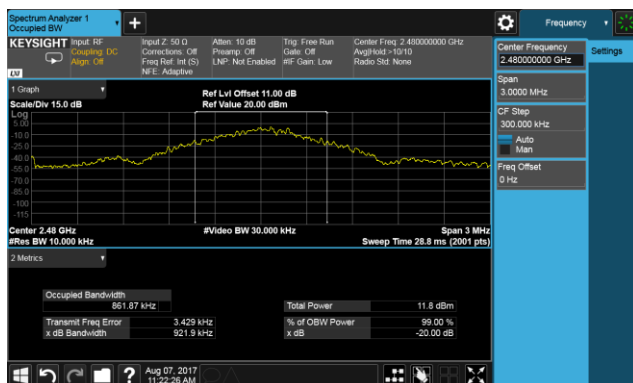 Spectrum Analyzer 1
Occupied BW
Frequency
KEYSIGHT
Input: RF
Coupling: DC
Align: Off
Input Z: 50 Ω
Corrections: Off
Freq Ref: Int (S)
NFE: Adaptive
Atten: 10 dB
Preamp: Off
LNP: Not Enabled
Trig: Free Run
Gate: Off
#IF Gain: Low
Center Freq: 2.480000000 GHz
Avg|Hold:>10/10
Radio Std: None
LXI
Center Frequency
2.480000000 GHz
Settings
Span
3.0000 MHz
CF Step
300.000 kHz
Auto
Man
Freq Offset
0 Hz
1 Graph
Scale/Div 15.0 dB
Ref Lvl Offset 11.00 dB
Ref Value 20.00 dBm
Log
5.00
-10.0
-25.0
-40.0
-55.0
-70.0
-85.0
-100
-115
Center 2.48 GHz
#Video BW 30.000 kHz
Span 3 MHz
#Res BW 10.000 kHz
Sweep Time 28.8 ms (2001 pts)
2 Metrics
Occupied Bandwidth
861.87 kHz
Total Power 11.8 dBm
Transmit Freq Error 3.429 kHz
% of OBW Power 99.00 %
x dB Bandwidth 921.9 kHz
x dB -20.00 dB
?
Aug 07, 2017
11:22:26 AM